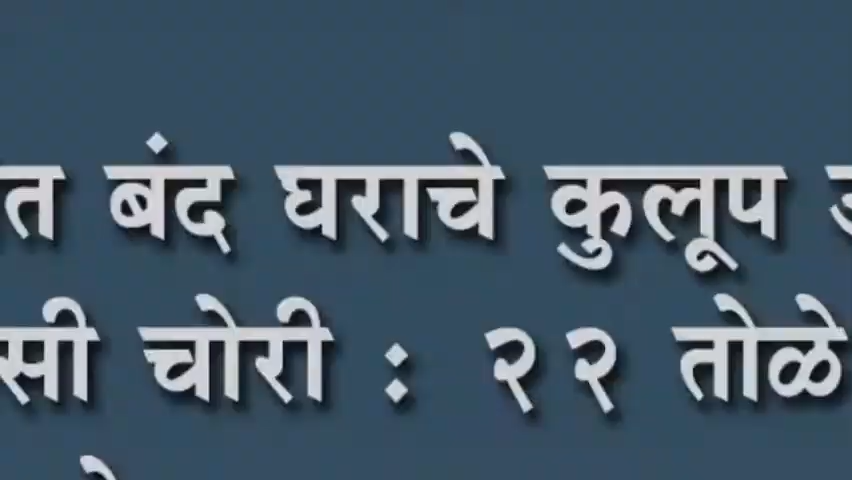 त बंद घराचे कुलूप
सी चोरी : २२ तोळे